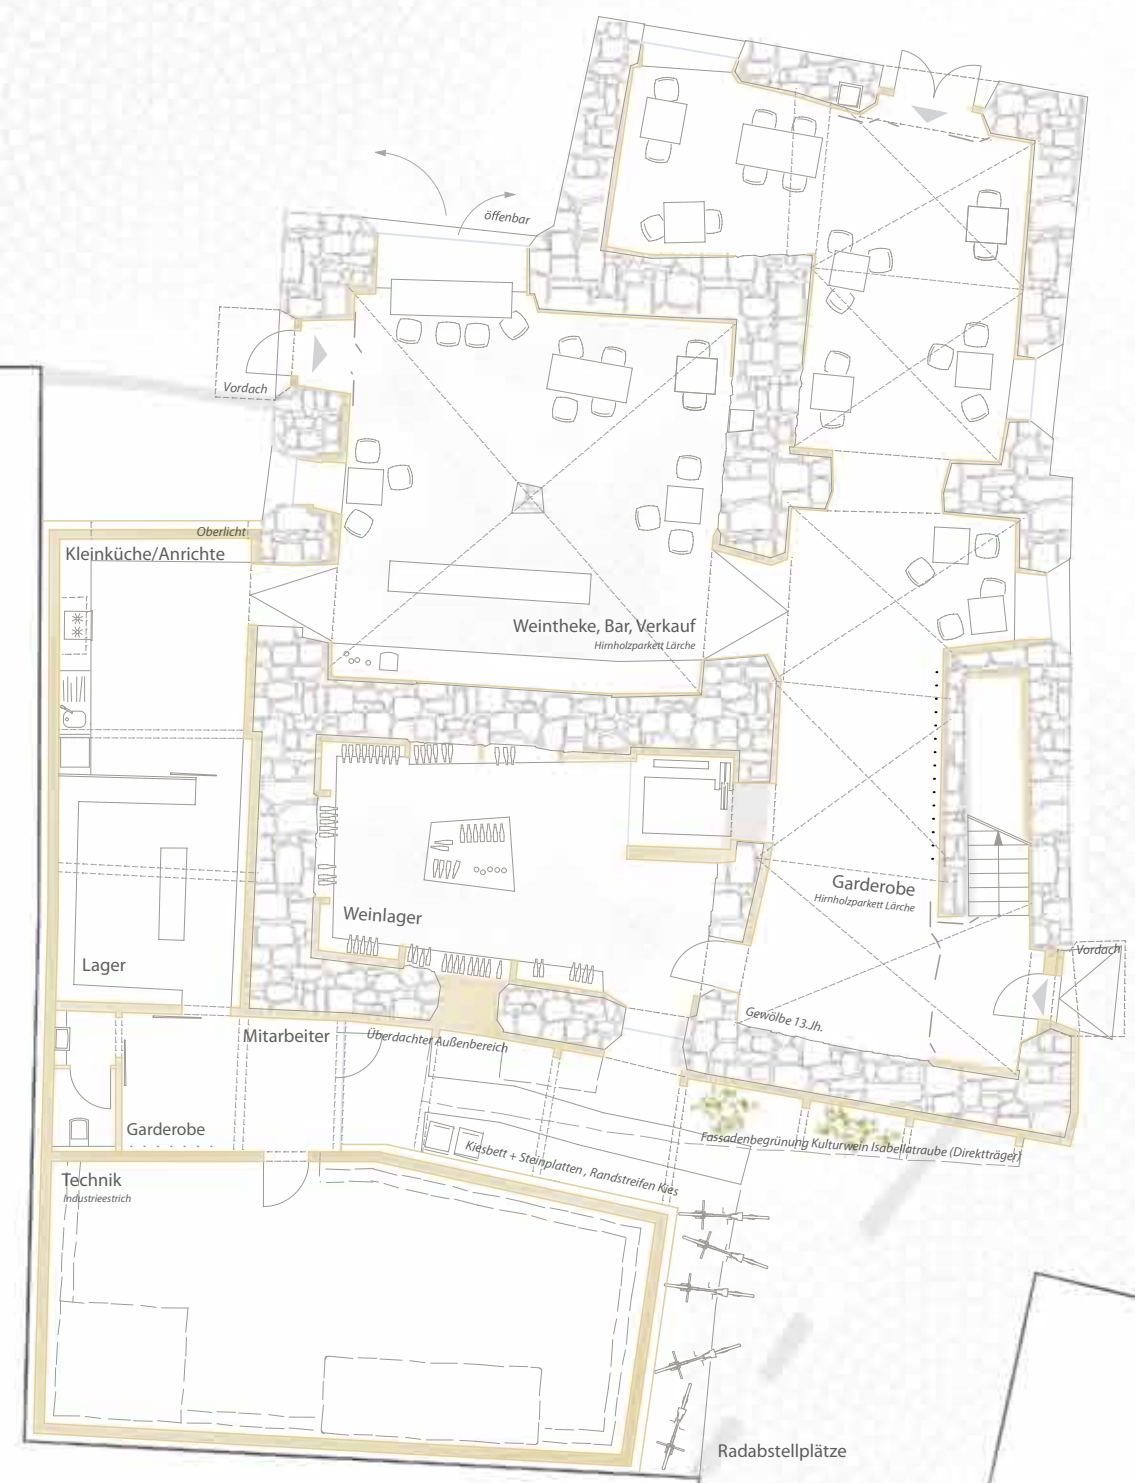 öffenbar
Vordach
Oberlicht
Kleinküche/Anrichte
Weintheke, Bar, Verkauf
Hirnholzparkett Lärche
Garderobe
Hirnholzparkett Lärche
Weinlager
Lager
Vordach
Gewölbe 13.Jh.
Mitarbeiter
Überdachter Außenbereich
Garderobe
Fassadenbegrünung Kulturwein Isabellatraube (Direktträger)
Kiesbett + Steinplatten , Randstreifen Kies
Technik
Industrieestrich
Radabstellplätze